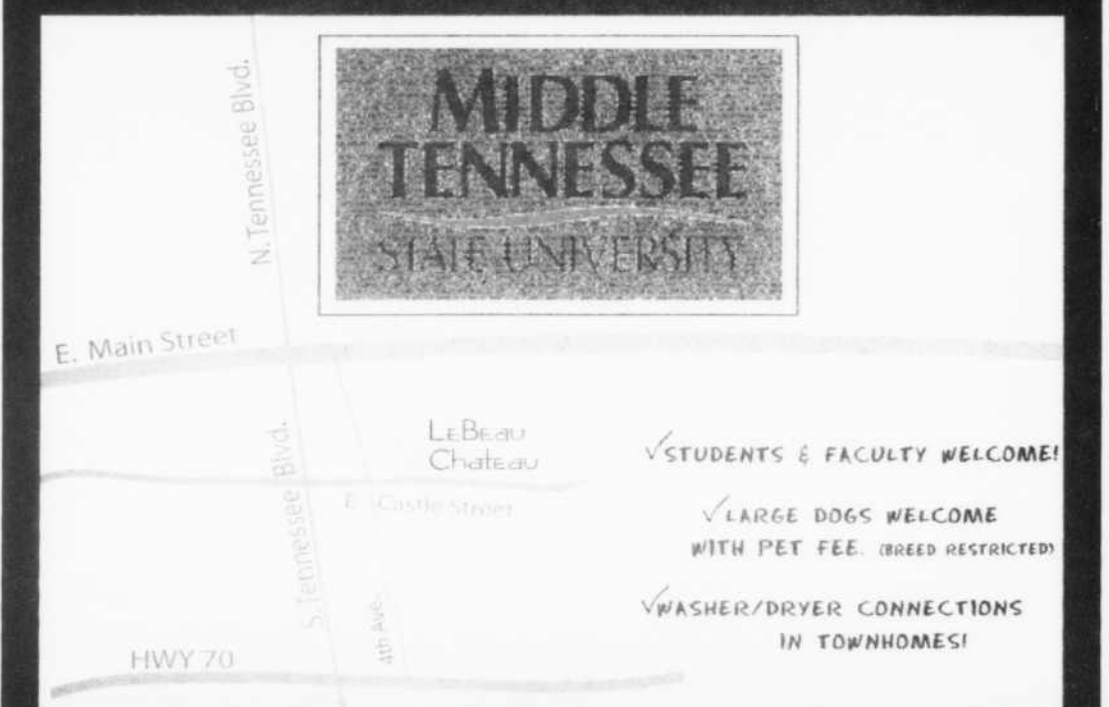 N. Tennessee Blvd.
MIDDLE
TENNESSEE
STATE UNIVERSITY
E. Main Street
LEBEAU
CHATEAU
E. Castle Street
S. Tennessee Blvd.
4th Ave.
HWY 70
✓STUDENTS & FACULTY WELCOME!
✓LARGE DOGS WELCOME
WITH PET FEE. (BREED RESTRICTED)
✓WASHER/DRYER CONNECTIONS
IN TOWNHOMES!